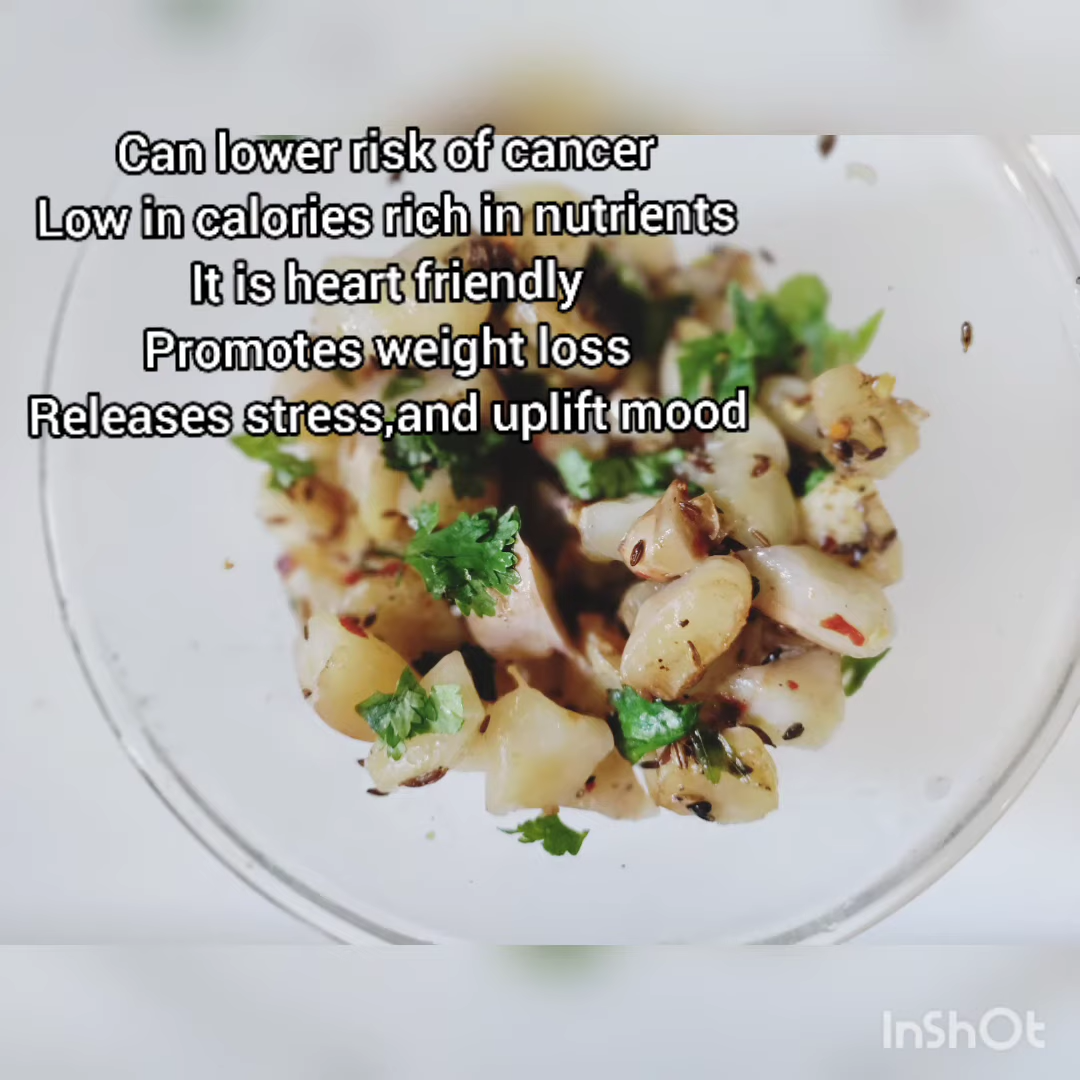 Can lower risk of cancer
Low in calories rich in nutrients
It is heart friendly
Promotes weight loss
Releases stress,and uplift mood
InShOt